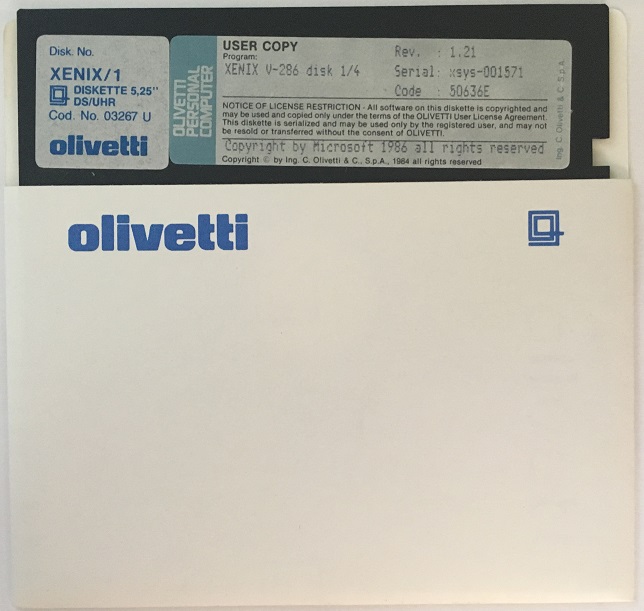 Disk. No.
XENIX/1
DISKETTE 5,25"
DS/UHR
Cod. No. 03267 U
olivetti
OLIVETTI
PERSONAL
COMPUTER
USER COPY
Program:
XENIX V-286 disk 1/4
Rev. : 1.21
Serial: xsys-001571
Code : 50636E
NOTICE OF LICENSE RESTRICTION - All software on this diskette is copyrighted and
may be used and copied only under the terms of the OLIVETTI User License Agreement.
This diskette is serialized and may be used only by the registered user, and may not
be resold or transferred without the consent of OLIVETTI.
Copyright by Microsoft 1986 all rights reserved
Copyright © by Ing. C. Olivetti & C., S.p.A., 1984 all rights reserved
Ing. C. Olivetti & C., S.p.A.
olivetti